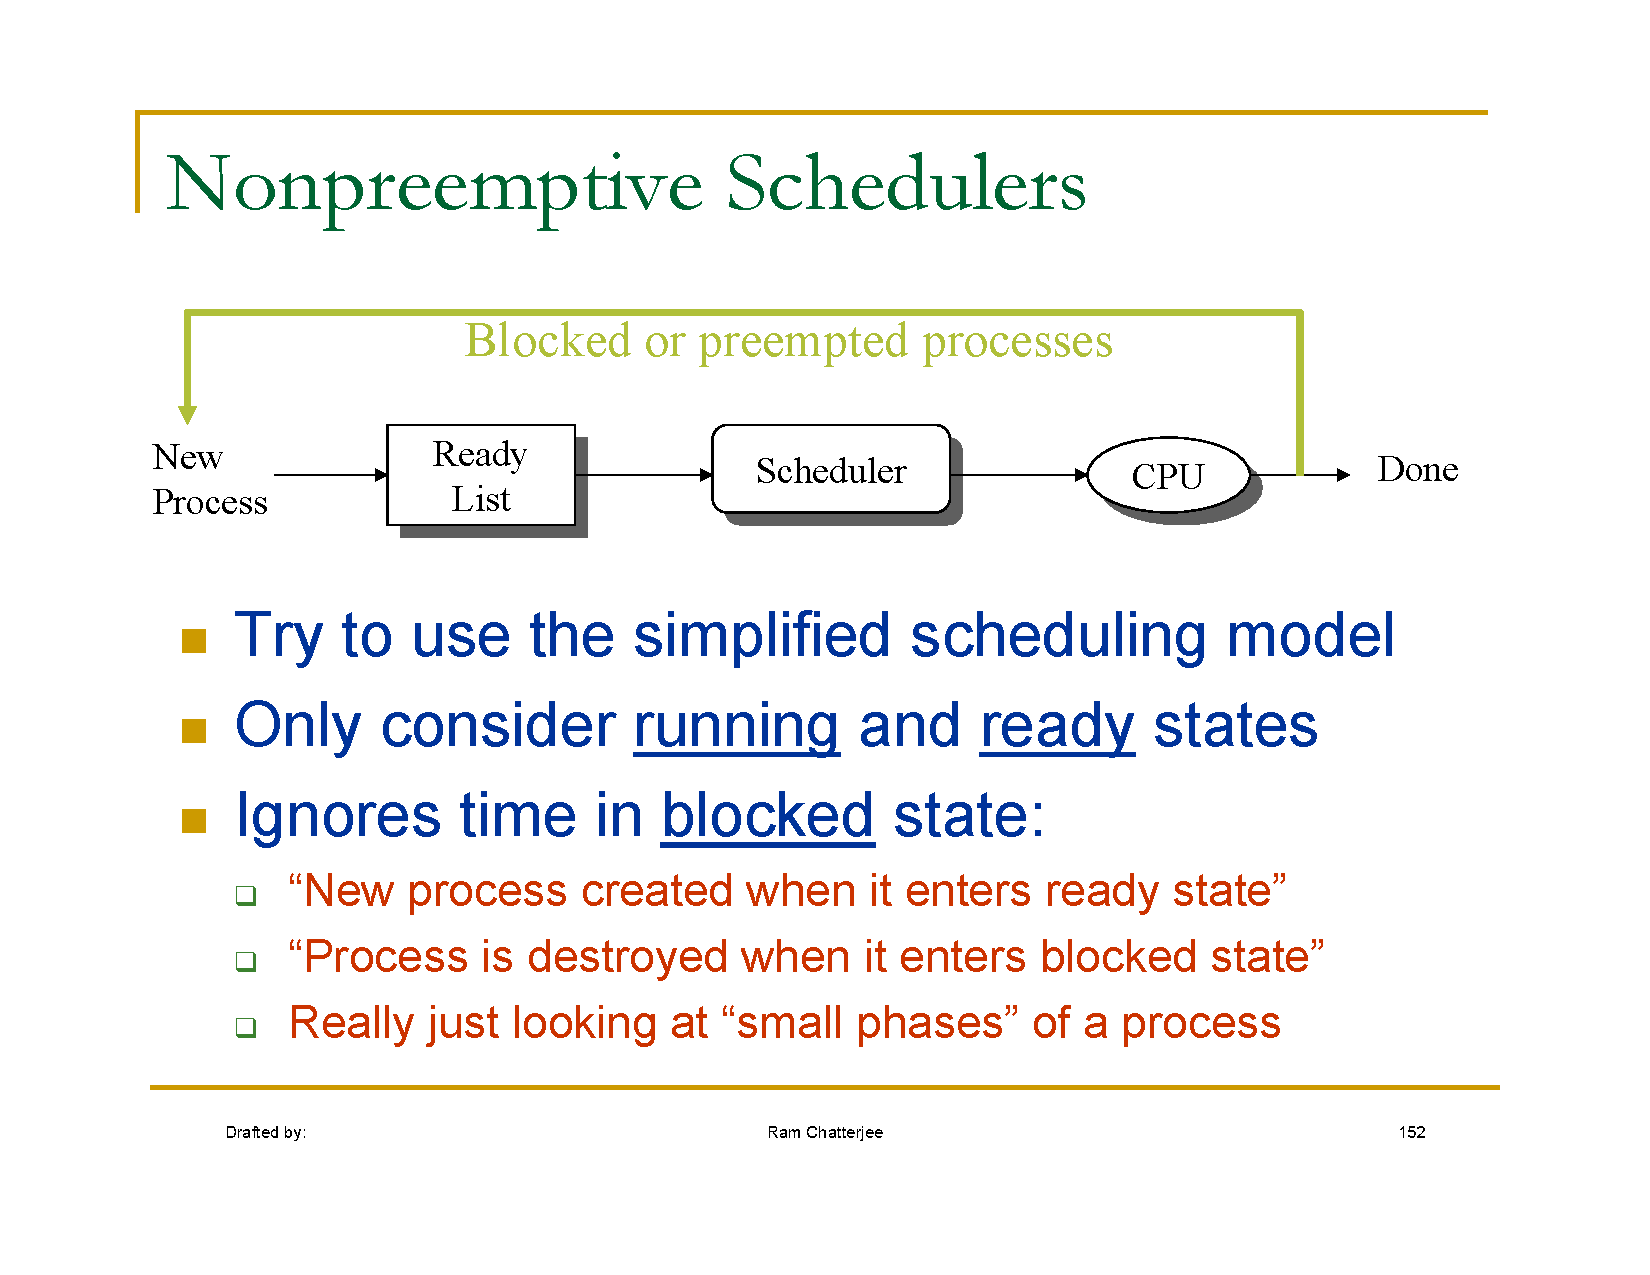 Nonpreemptive Schedulers
Blocked or preempted processes
New
Process
Ready
List
Scheduler
CPU
Done
Try to use the simplified scheduling model
Only consider running and ready states
Ignores time in blocked state:
“New process created when it enters ready state”
“Process is destroyed when it enters blocked state”
Really just looking at “small phases” of a process
Drafted by: Ram Chatterjee 152